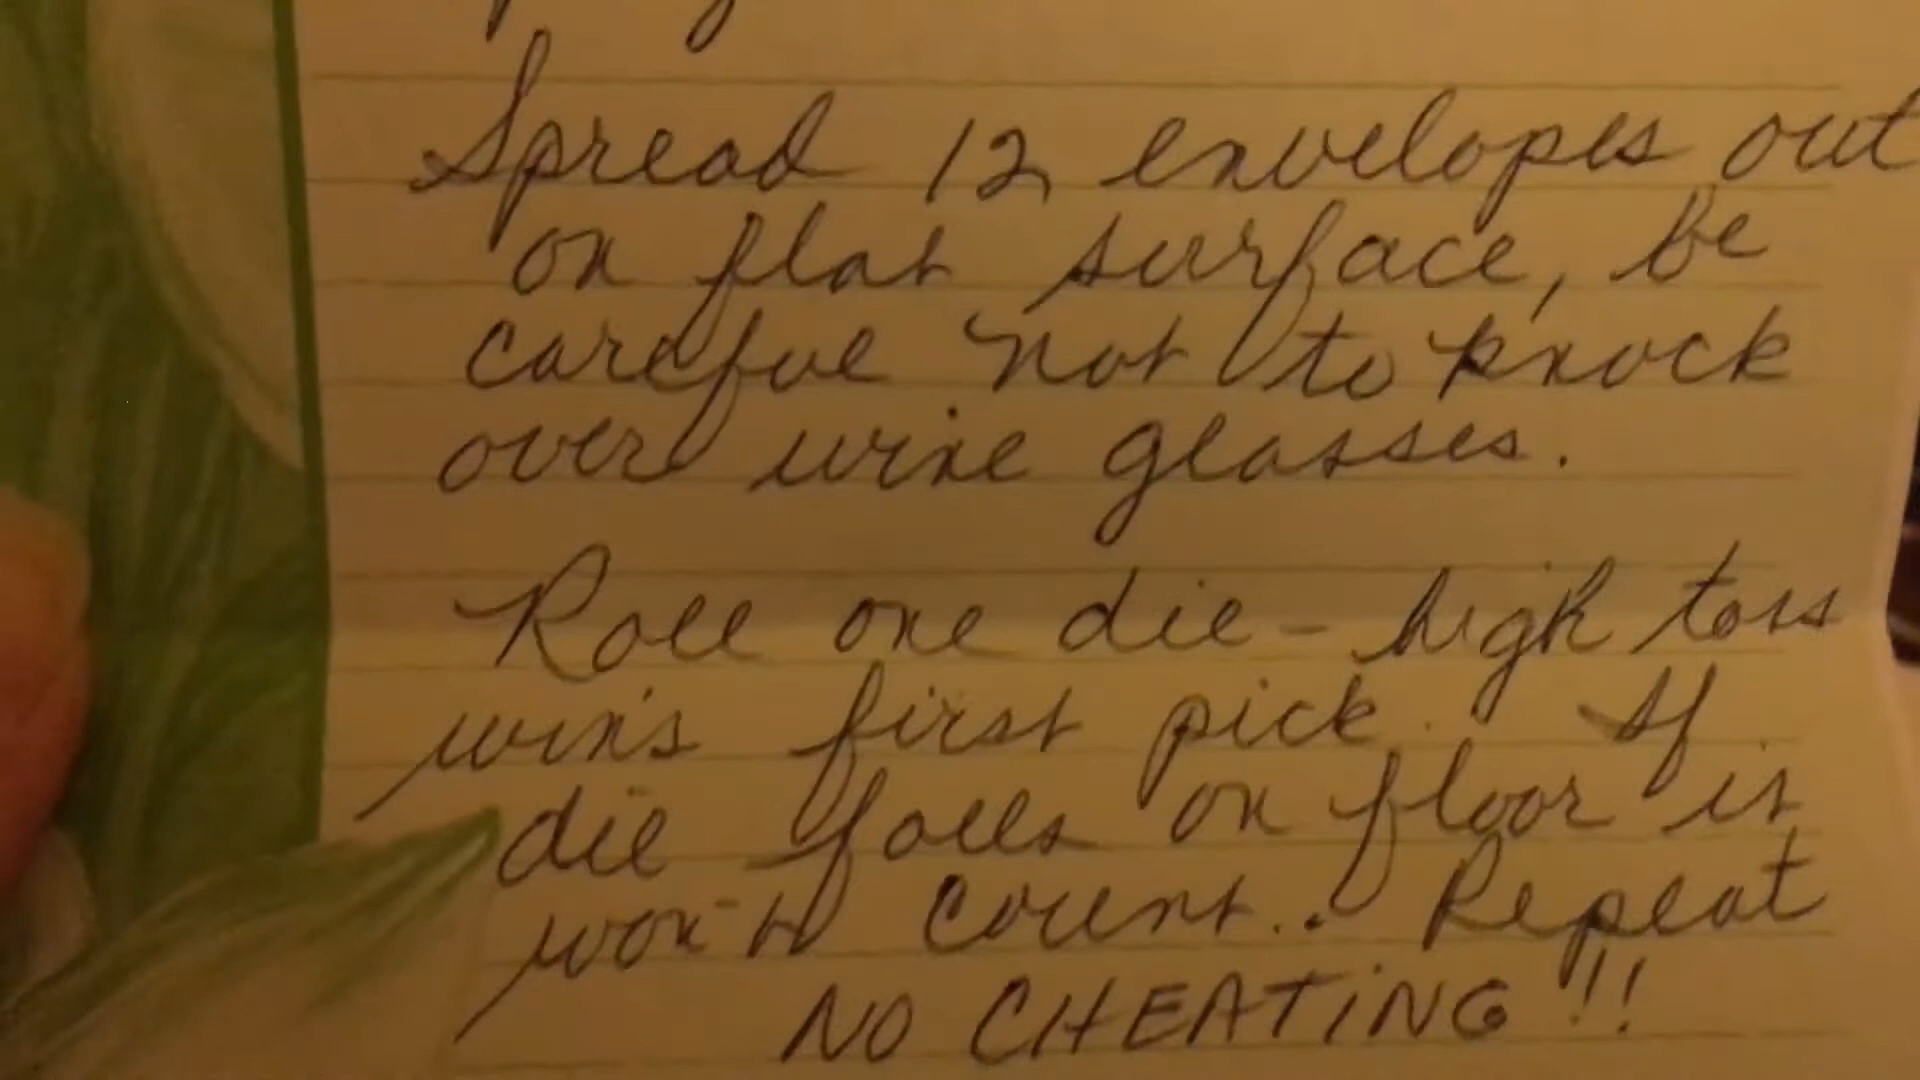 Spread 12 envelopes out
on flat surface, be
careful not to knock
over wine glasses.
Roll one die - high toss
wins first pick. If
die falls on floor it
won't count.. Repeat
NO CHEATING!!